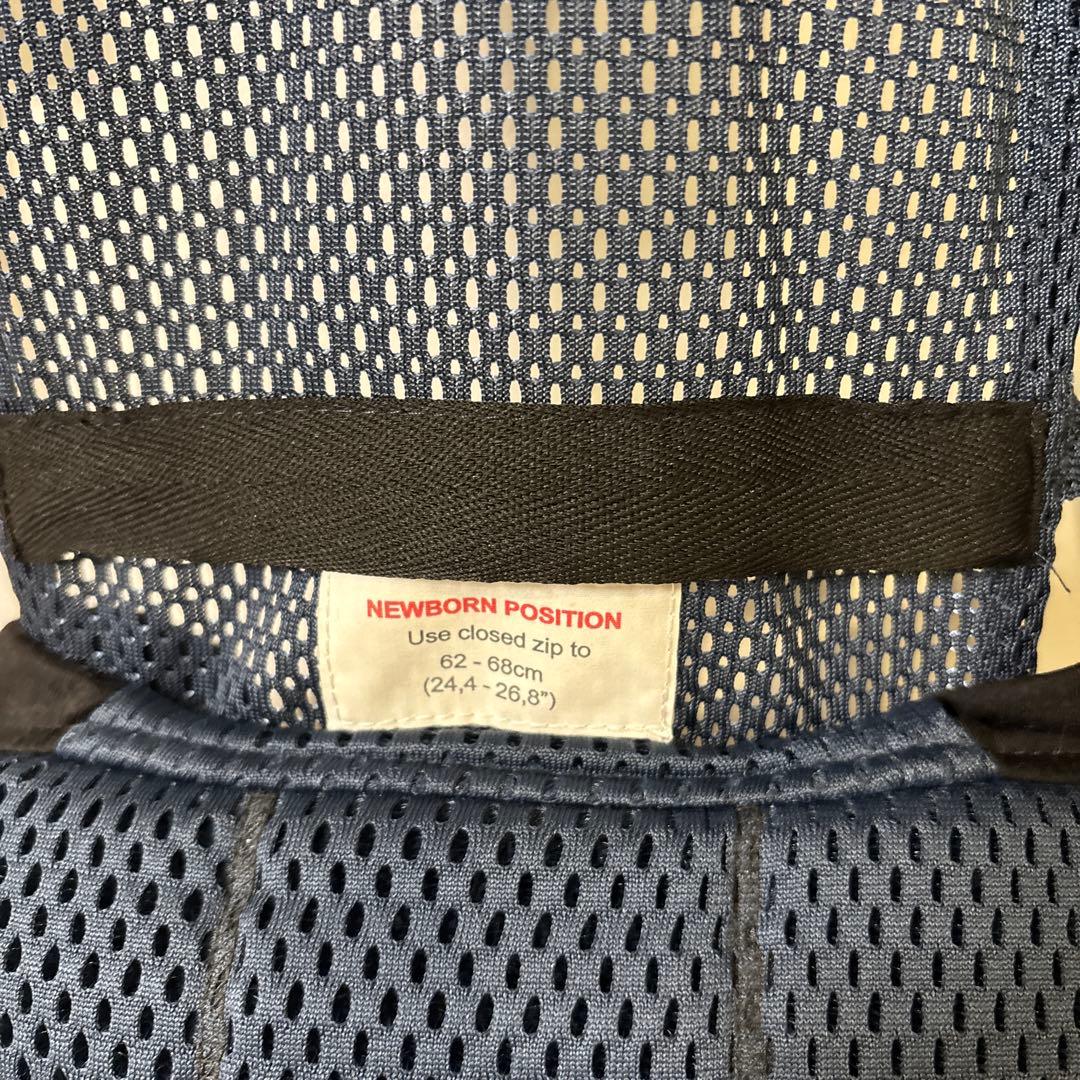 NEWBORN POSITION
Use closed zip to
62 - 68cm
(24,4 - 26,8")